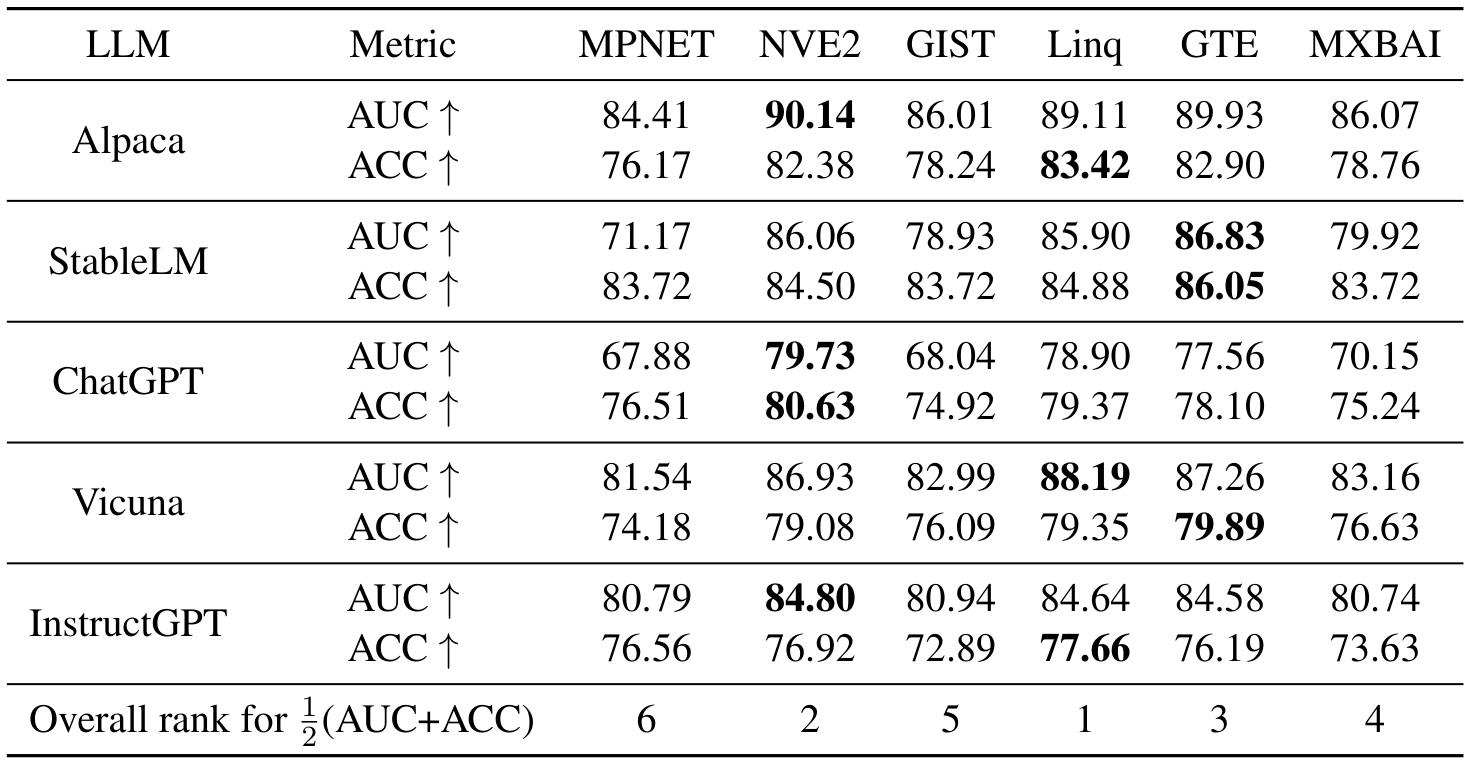 LLM Metric MPNET NVE2 GIST Linq GTE MXBAI
Alpaca
AUC ↑ 84.41 90.14 86.01 89.11 89.93 86.07
ACC ↑ 76.17 82.38 78.24 83.42 82.90 78.76
StableLM
AUC ↑ 71.17 86.06 78.93 85.90 86.83 79.92
ACC ↑ 83.72 84.50 83.72 84.88 86.05 83.72
ChatGPT
AUC ↑ 67.88 79.73 68.04 78.90 77.56 70.15
ACC ↑ 76.51 80.63 74.92 79.37 78.10 75.24
Vicuna
AUC ↑ 81.54 86.93 82.99 88.19 87.26 83.16
ACC ↑ 74.18 79.08 76.09 79.35 79.89 76.63
InstructGPT
AUC ↑ 80.79 84.80 80.94 84.64 84.58 80.74
ACC ↑ 76.56 76.92 72.89 77.66 76.19 73.63
Overall rank for ½(AUC+ACC) 6 2 5 1 3 4